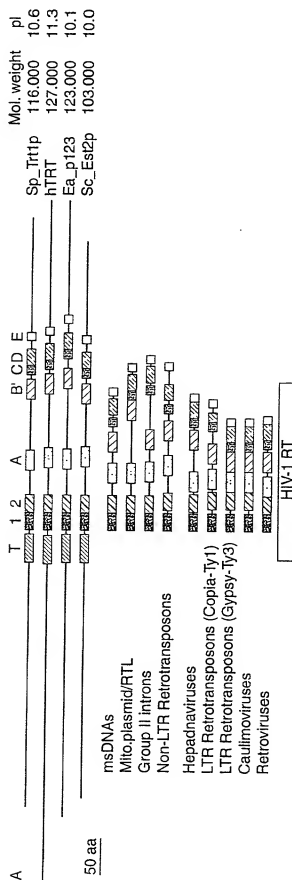 A
T 1 2 A B' C D E
Mol. weight pI
Sp_Trt1p 116.000 10.6
hTRT 127.000 11.3
Ea_p123 123.000 10.1
Sc_Est2p 103.000 10.0
50 aa
msDNAs
Mito.plasmid/RTL
Group II introns
Non-LTR Retrotransposons
Hepadnaviruses
LTR Retrotransposons (Copia-Ty1)
LTR Retrotransposons (Gypsy-Ty3)
Caulimoviruses
Retroviruses
HIV-1 RT